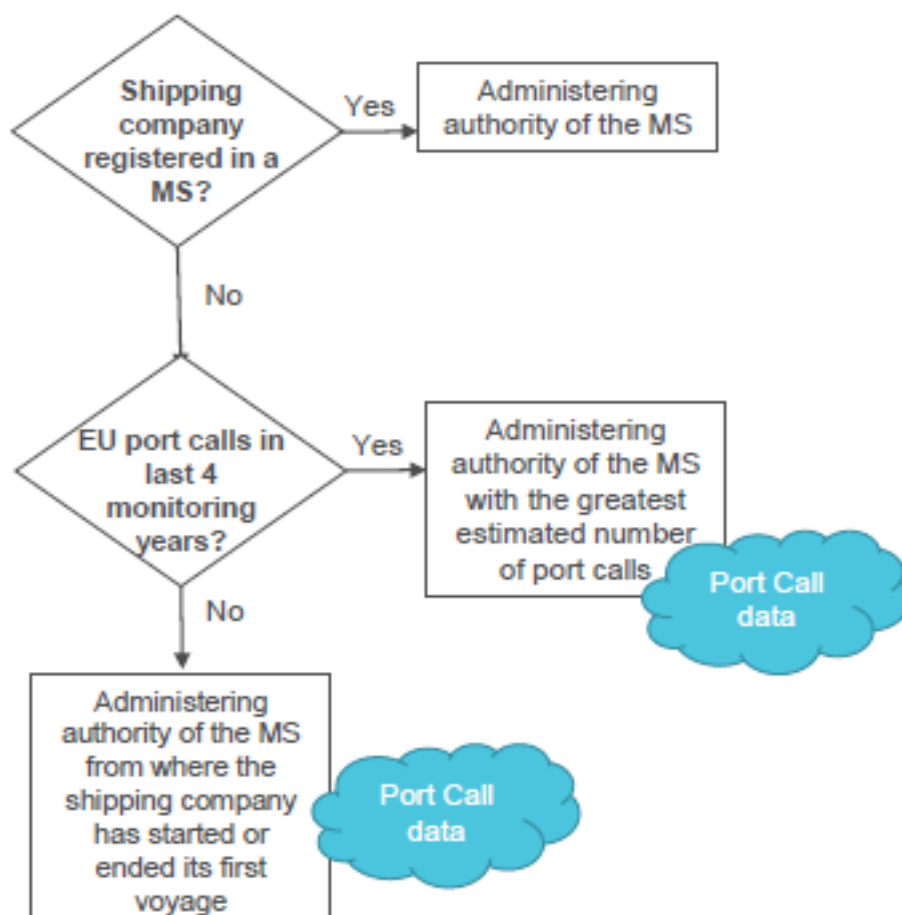 Shipping
company
registered in a
MS?
Yes
Administering
authority of the MS
No
EU port calls in
last 4
monitoring
years?
Yes
Administering
authority of the MS
with the greatest
estimated number
of port calls
Port Call
data
No
Administering
authority of the MS
from where the
shipping company
has started or
ended its first
voyage
Port Call
data